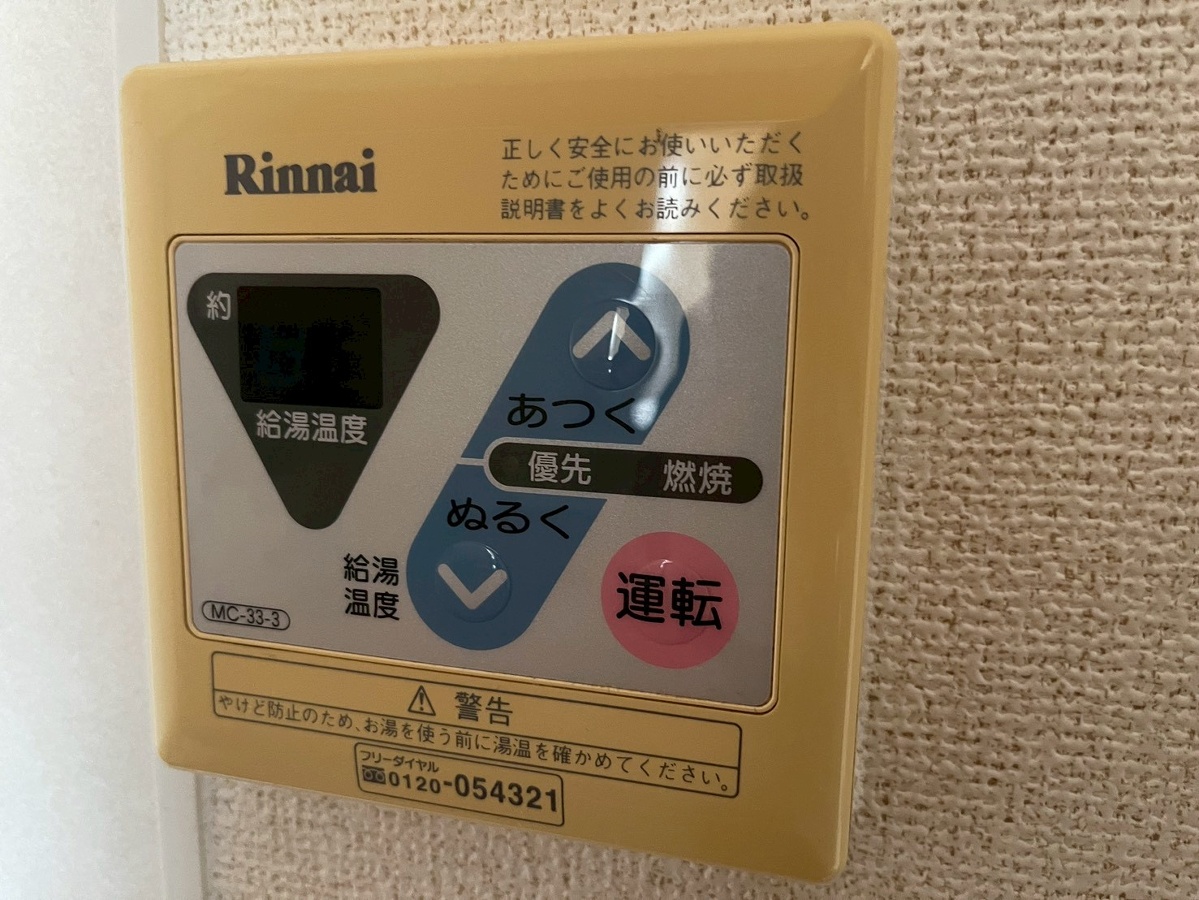 Rinnai
正しく安全にお使いいただく
ためにご使用の前に必ず取扱
説明書をよくお読みください。
約
給湯温度
あつく
優先 燃焼
ぬるく
給湯
温度
運転
MC-33-3
⚠ 警告
やけど防止のため、お湯を使う前に湯温を確かめてください。
フリーダイヤル
0120-054321